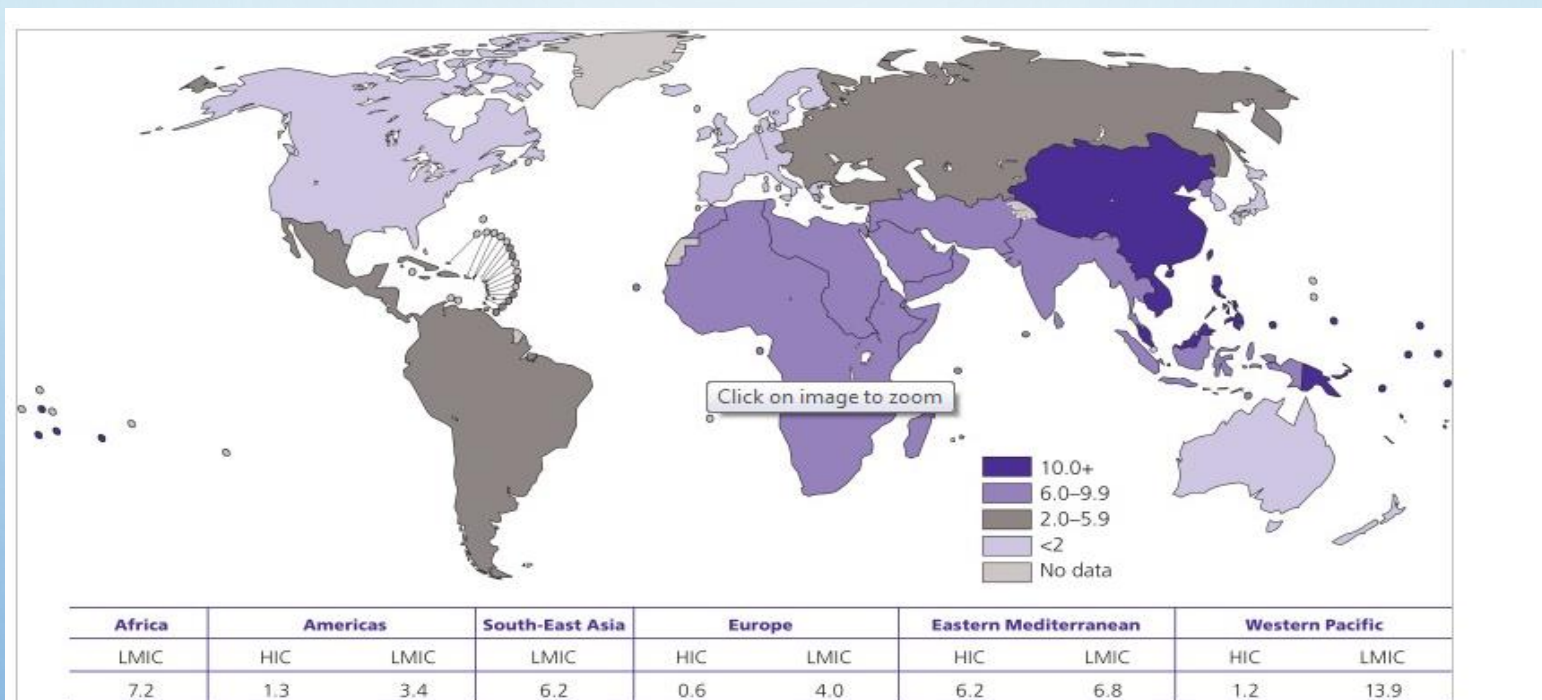 Click on image to zoom
10.0+
6.0–9.9
2.0–5.9
<2
No data
Africa Americas South-East Asia Europe Eastern Mediterranean Western Pacific
LMIC HIC LMIC LMIC HIC LMIC HIC LMIC HIC LMIC
7.2 1.3 3.4 6.2 0.6 4.0 6.2 6.8 1.2 13.9